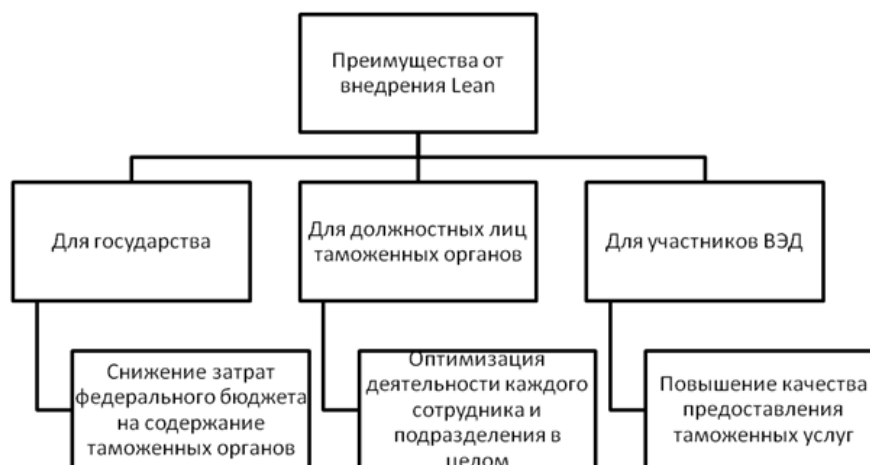 Преимущества от
внедрения Lean
Для государства
Для должностных лиц
таможенных органов
Для участников ВЭД
Снижение затрат
федерального бюджета
на содержание
таможенных органов
Оптимизация
деятельности каждого
сотрудника и
подразделения в
целом
Повышение качества
предоставления
таможенных услуг